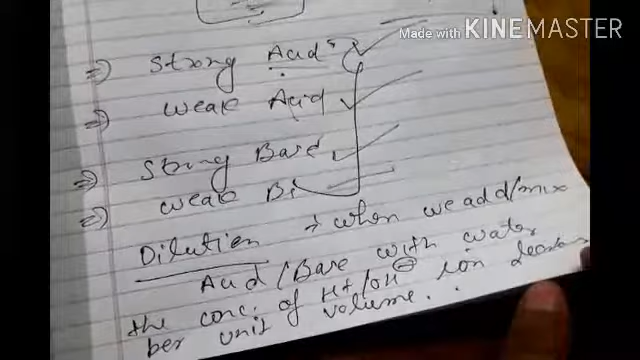 Made with KINEMASTER
⇒ Strong Acid
⇒ weak Acid
⇒ Strong Base
⇒ weak
Dilution → when we add/mix
Acid/Base with water
the conc. of H+/OH⊖ ion
per unit volume.